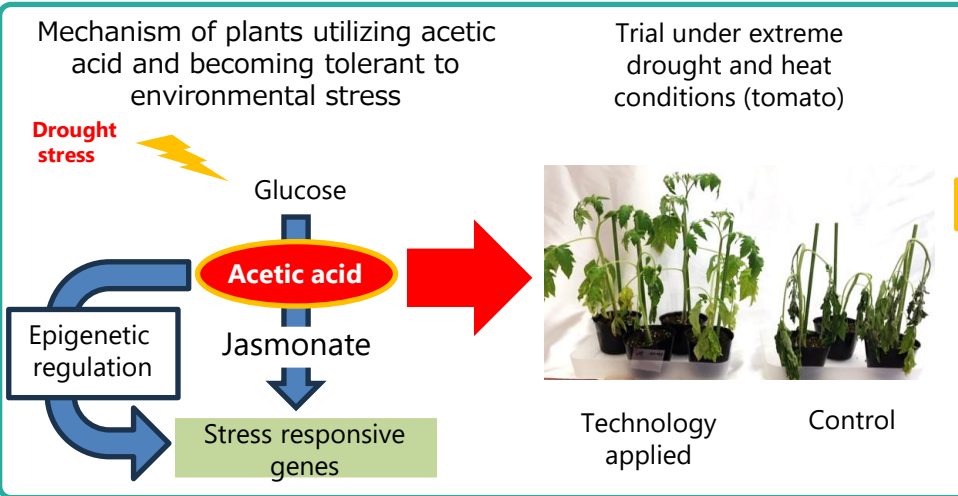 Mechanism of plants utilizing acetic
acid and becoming tolerant to
environmental stress
Drought
stress
Glucose
Acetic acid
Epigenetic
regulation
Jasmonate
Stress responsive
genes
Trial under extreme
drought and heat
conditions (tomato)
Technology
applied
Control